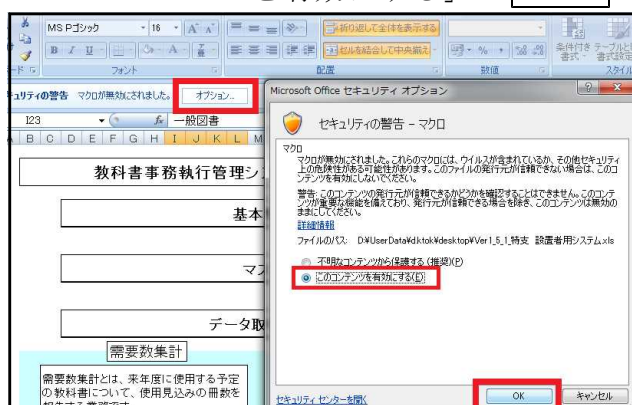 MS Pゴシック 16 A A 折り返して全体を表示する
B I U A セルを結合して中央揃え % , 条件付き書式 テーブルと 書式設定
フォント 配置 数値 スタイル
ュリティの警告 マクロが無効にされました。 オプション...
I23 fx 一般図書
B C D E F G H I J K L M
教科書事務執行管理シ
基本
マス
データ取
需要数集計
需要数集計とは、来年度に使用する予定
の教科書について、使用見込みの冊数を
Microsoft Office セキュリティ オプション
セキュリティの警告 - マクロ
マクロ
マクロが無効にされました。これらのマクロには、ウイルスが含まれているか、その他セキュリティ
上の危険性がある可能性があります。このファイルの発行元が信頼できない場合は、このコ
ンテンツを有効にしないでください。
警告: このコンテンツの発行元が信頼できるかどうかを確認することはできません。このコンテ
ンツが重要な機能を備えており、発行元が信頼できる場合を除き、このコンテンツは無効の
ままにしてください。
詳細情報
ファイルのパス: D:¥UserData¥dktok¥desktop¥Ver1_5_1_特支 設置者用システム.xls
不明なコンテンツから保護する (推奨)(P)
このコンテンツを有効にする(E)
セキュリティ センターを開く
OK キャンセル